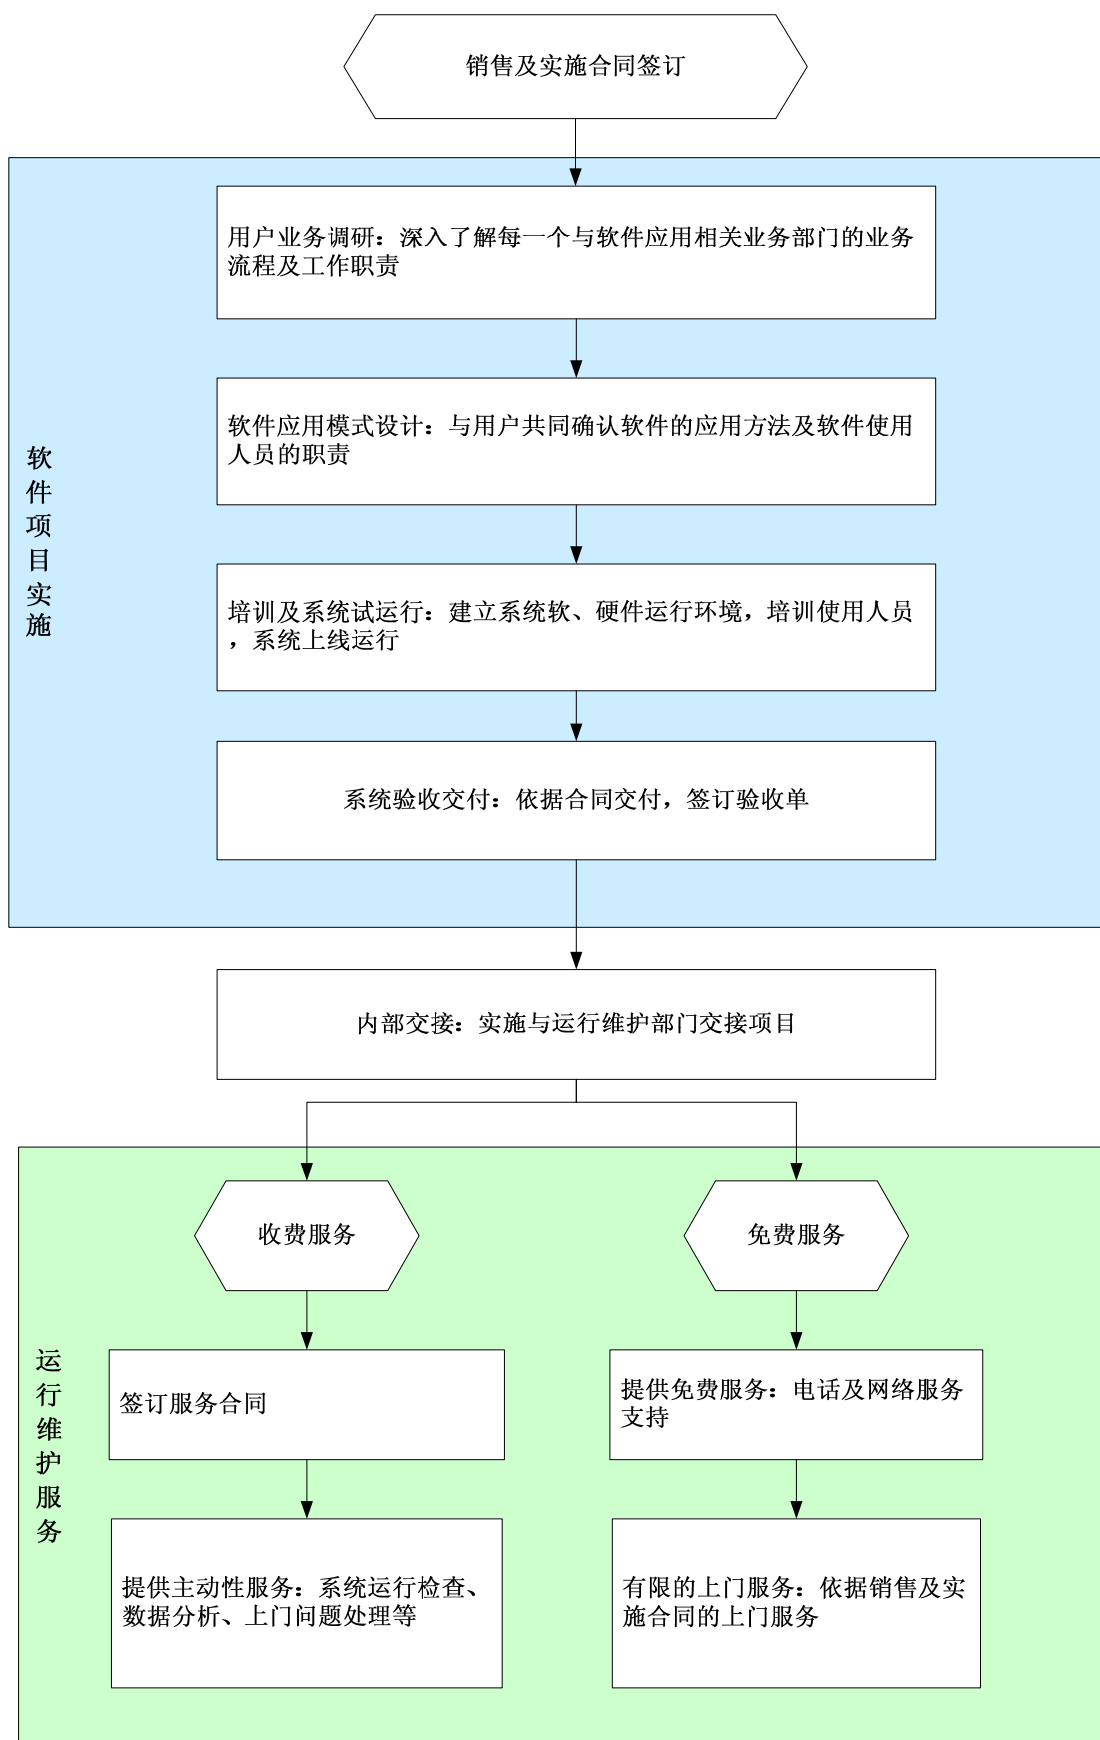 销售及实施合同签订
用户业务调研：深入了解每一个与软件应用相关业务部门的业务
流程及工作职责
软件应用模式设计：与用户共同确认软件的应用方法及软件使用
人员的职责
软件项目实施
培训及系统试运行：建立系统软、硬件运行环境，培训使用人员
，系统上线运行
系统验收交付：依据合同交付，签订验收单
内部交接：实施与运行维护部门交接项目
收费服务
免费服务
运行维护服务
签订服务合同
提供免费服务：电话及网络服务
支持
提供主动性服务：系统运行检查、
数据分析、上门问题处理等
有限的上门服务：依据销售及实
施合同的上门服务